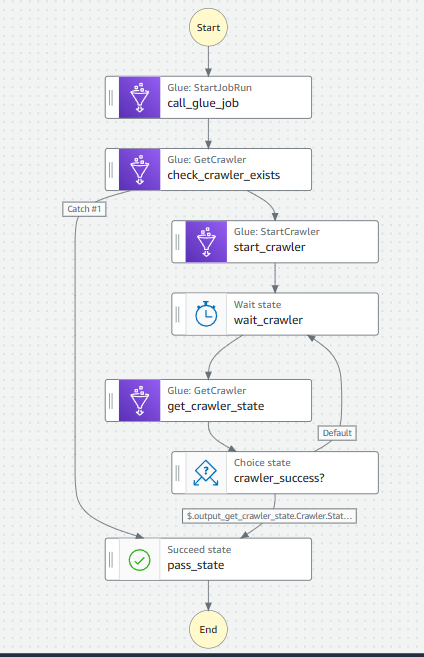 Start
Glue: StartJobRun
call_glue_job
Glue: GetCrawler
check_crawler_exists
Catch #1
Glue: StartCrawler
start_crawler
Wait state
wait_crawler
Glue: GetCrawler
get_crawler_state
Default
Choice state
crawler_success?
$.output_get_crawler_state.Crawler.Stat...
Succeed state
pass_state
End